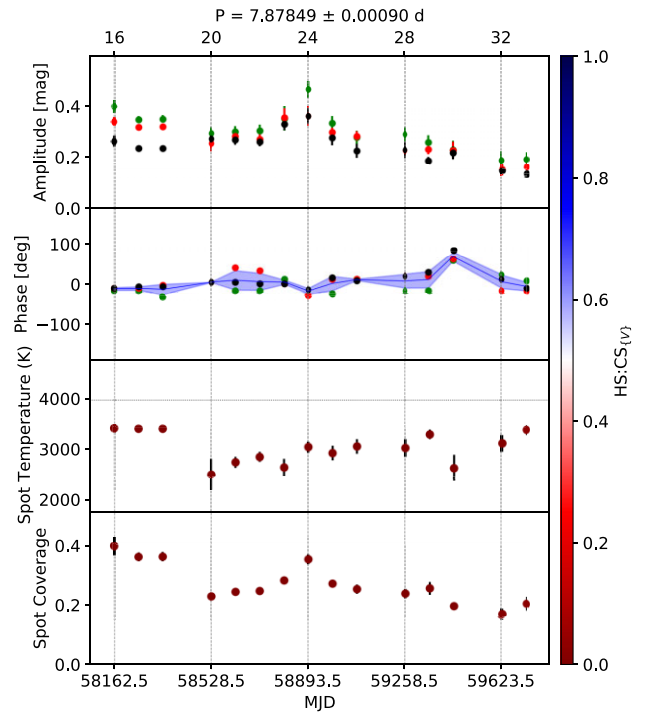 P = 7.87849 ± 0.00090 d
16 20 24 28 32
Amplitude [mag]
0.4
0.2
0.0
Phase [deg]
100
0
−100
Spot Temperature (K)
4000
3000
2000
Spot Coverage
0.4
0.2
0.0
58162.5 58528.5 58893.5 59258.5 59623.5
MJD
1.0
0.8
0.6
0.4
0.2
0.0
HS:CS{V}